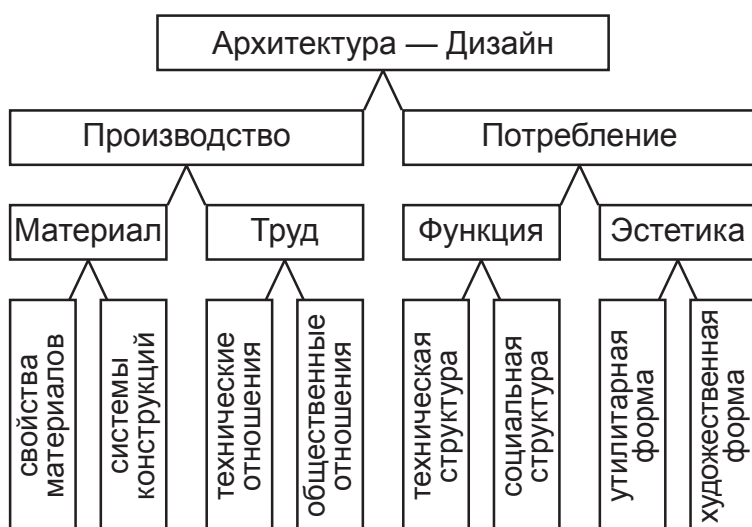 Архитектура — Дизайн
Производство
Потребление
Материал
Труд
Функция
Эстетика
свойства
материалов
системы
конструкций
технические
отношения
общественные
отношения
техническая
структура
социальная
структура
утилитарная
форма
художественная
форма